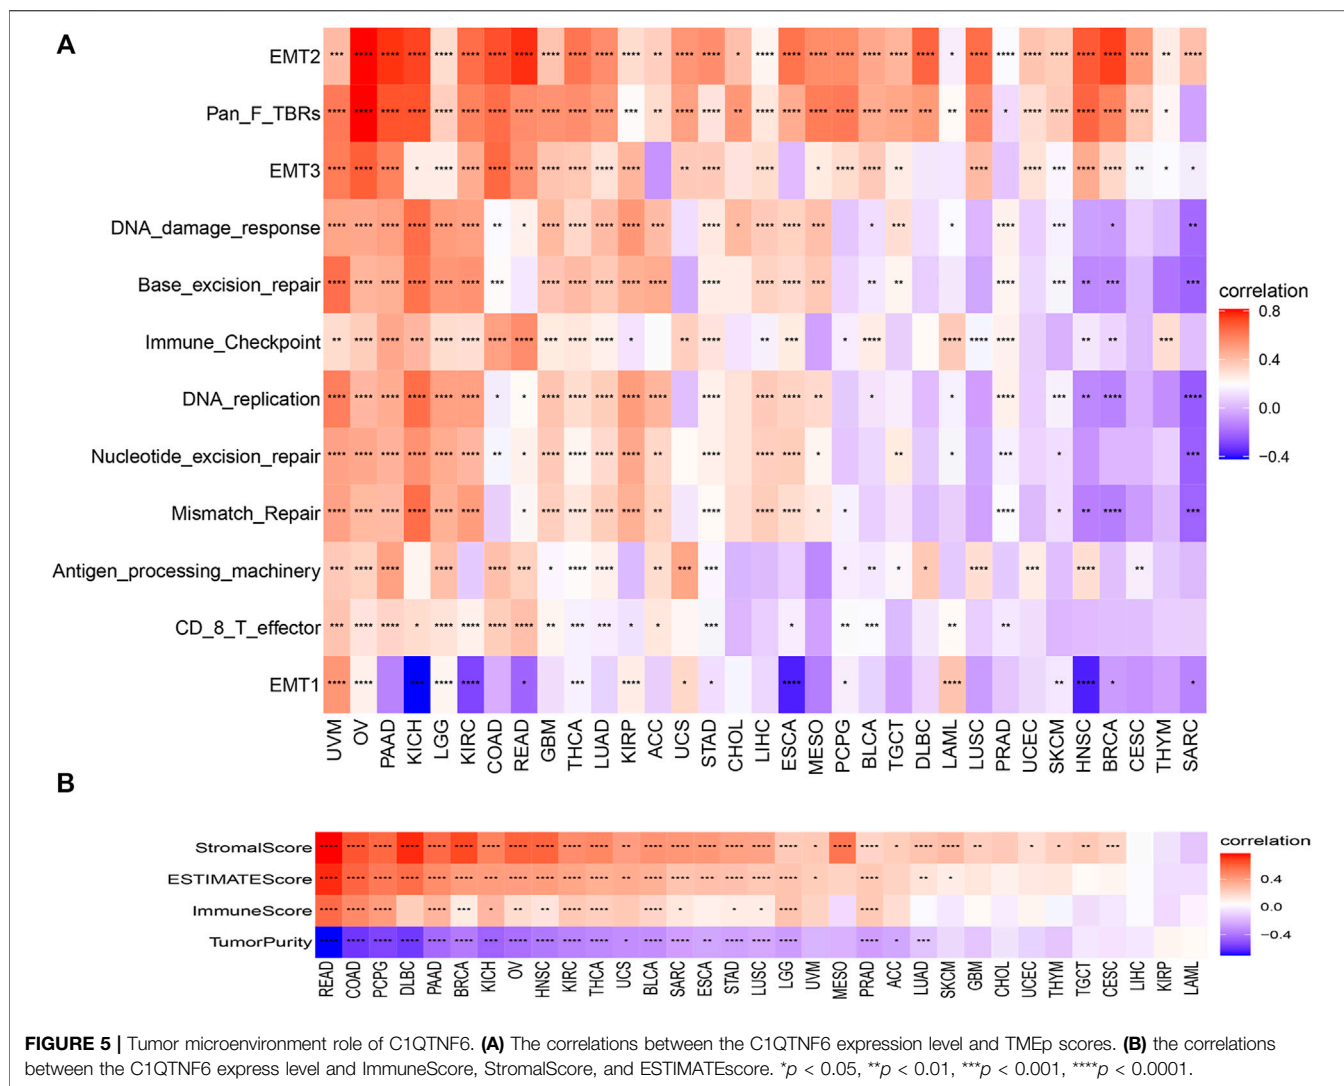 A
EMT2
Pan_F_TBRs
EMT3
DNA_damage_response
Base_excision_repair
Immune_Checkpoint
DNA_replication
Nucleotide_excision_repair
Mismatch_Repair
Antigen_processing_machinery
CD_8_T_effector
EMT1
UVM OV PAAD KICH LGG KIRC COAD READ GBM THCA LUAD KIRP ACC UCS STAD CHOL LIHC ESCA MESO PCPG BLCA TGCT DLBC LAML LUSC PRAD UCEC SKCM HNSC BRCA CESC THYM SARC
correlation
0.8
0.4
0.0
−0.4
B
StromalScore
ESTIMATEScore
ImmuneScore
TumorPurity
READ COAD PCPG DLBC PAAD BRCA KICH OV HNSC KIRC THCA UCS BLCA SARC ESCA STAD LUSC LGG UVM MESO PRAD ACC LUAD SKCM GBM CHOL UCEC THYM TGCT CESC LIHC KIRP LAML
correlation
0.4
0.0
−0.4
FIGURE 5 | Tumor microenvironment role of C1QTNF6. (A) The correlations between the C1QTNF6 expression level and TMEp scores. (B) the correlations
between the C1QTNF6 express level and ImmuneScore, StromalScore, and ESTIMATEscore. *p < 0.05, **p < 0.01, ***p < 0.001, ****p < 0.0001.